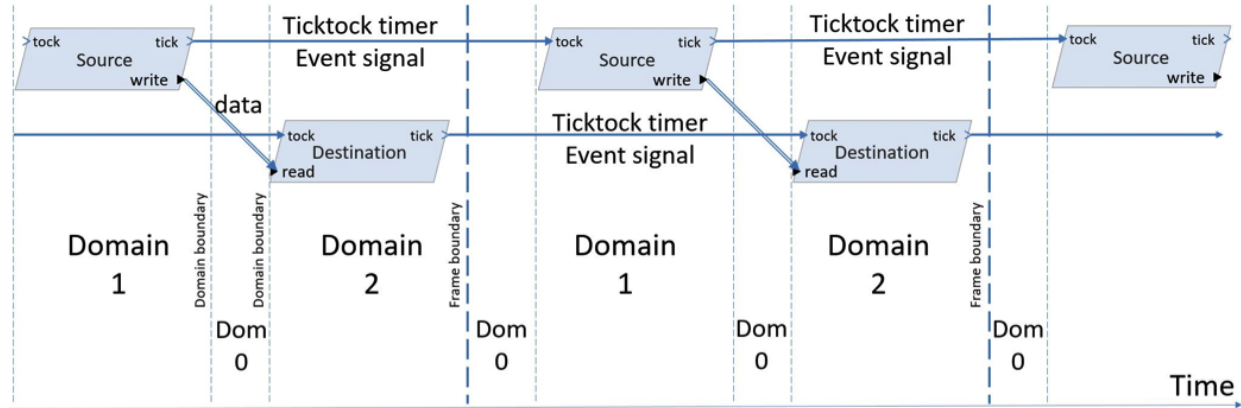 Ticktock timer
Event signal
Ticktock timer
Event signal
tock
tick
Source
write
tock
tick
Source
write
tock
tick
Source
write
data
tock
tick
Destination
read
Ticktock timer
Event signal
tock
tick
Destination
read
Domain
1
Domain boundary
Domain boundary
Domain
2
Frame boundary
Domain
1
Domain
2
Frame boundary
Dom
0
Dom
0
Dom
0
Dom
0
Time